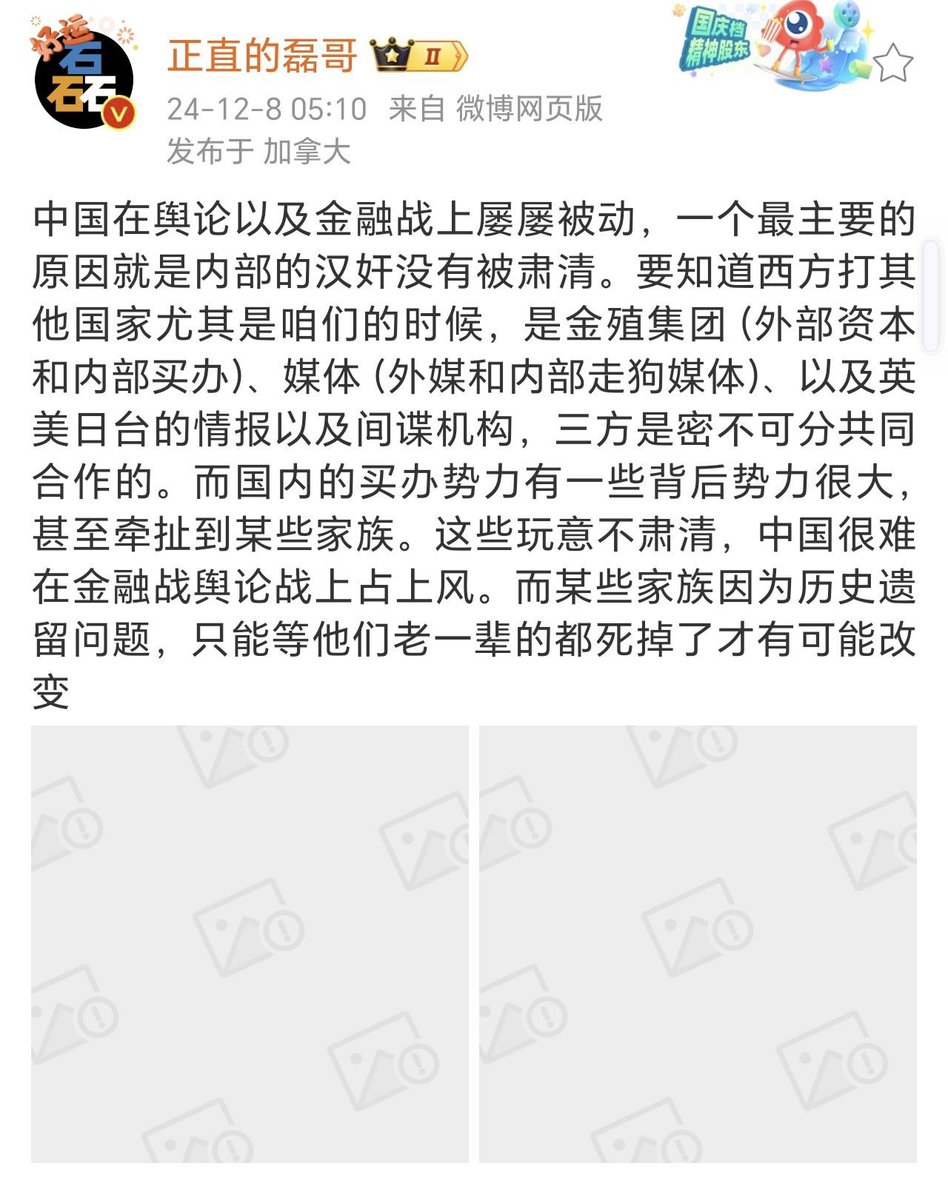 好运
石
石石
V
正直的磊哥
II
国庆档
精神股东
24-12-8 05:10 来自 微博网页版
发布于 加拿大
中国在舆论以及金融战上屡屡被动，一个最主要的
原因就是内部的汉奸没有被肃清。要知道西方打其
他国家尤其是咱们的时候，是金殖集团 (外部资本
和内部买办)、媒体 (外媒和内部走狗媒体)、以及英
美日台的情报以及间谍机构，三方是密不可分共同
合作的。而国内的买办势力有一些背后势力很大，
甚至牵扯到某些家族。这些玩意不肃清，中国很难
在金融战舆论战上占上风。而某些家族因为历史遗
留问题，只能等他们老一辈的都死掉了才有可能改
变